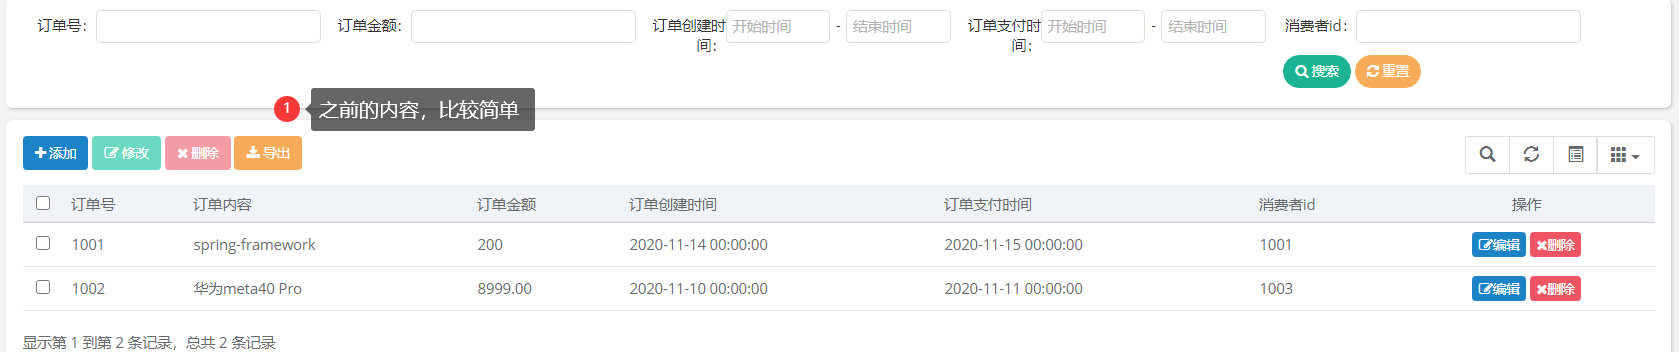 订单号： 订单金额： 订单创建时间： 开始时间 - 结束时间 订单支付时间： 开始时间 - 结束时间 消费者id：
搜索 重置
1 之前的内容，比较简单
添加 修改 删除 导出
订单号 订单内容 订单金额 订单创建时间 订单支付时间 消费者id 操作
1001 spring-framework 200 2020-11-14 00:00:00 2020-11-15 00:00:00 1001 编辑 删除
1002 华为meta40 Pro 8999.00 2020-11-10 00:00:00 2020-11-11 00:00:00 1003 编辑 删除
显示第 1 到第 2 条记录，总共 2 条记录